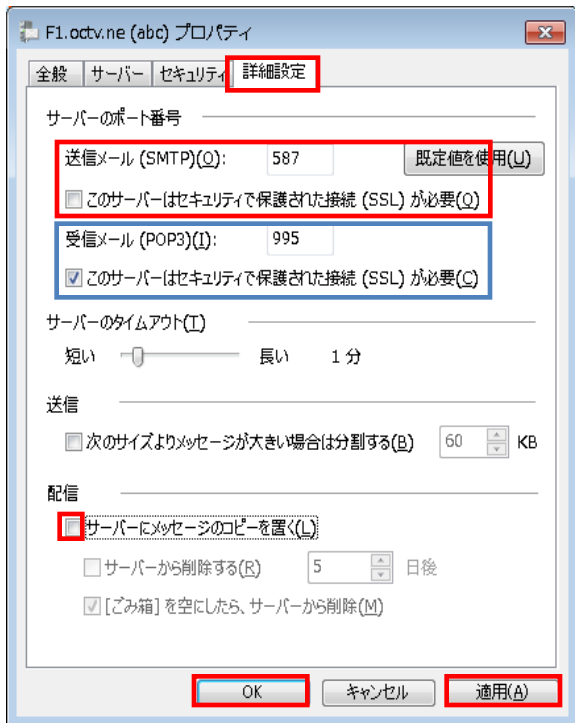 F1.octv.ne (abc) プロパティ
全般 サーバー セキュリティ 詳細設定
サーバーのポート番号
送信メール (SMTP)(O): 587 既定値を使用(U)
このサーバーはセキュリティで保護された接続 (SSL) が必要(Q)
受信メール (POP3)(I): 995
このサーバーはセキュリティで保護された接続 (SSL) が必要(C)
サーバーのタイムアウト(T)
短い 長い 1 分
送信
次のサイズよりメッセージが大きい場合は分割する(B) 60 KB
配信
サーバーにメッセージのコピーを置く(L)
サーバーから削除する(R) 5 日後
[ごみ箱] を空にしたら、サーバーから削除(M)
OK キャンセル 適用(A)